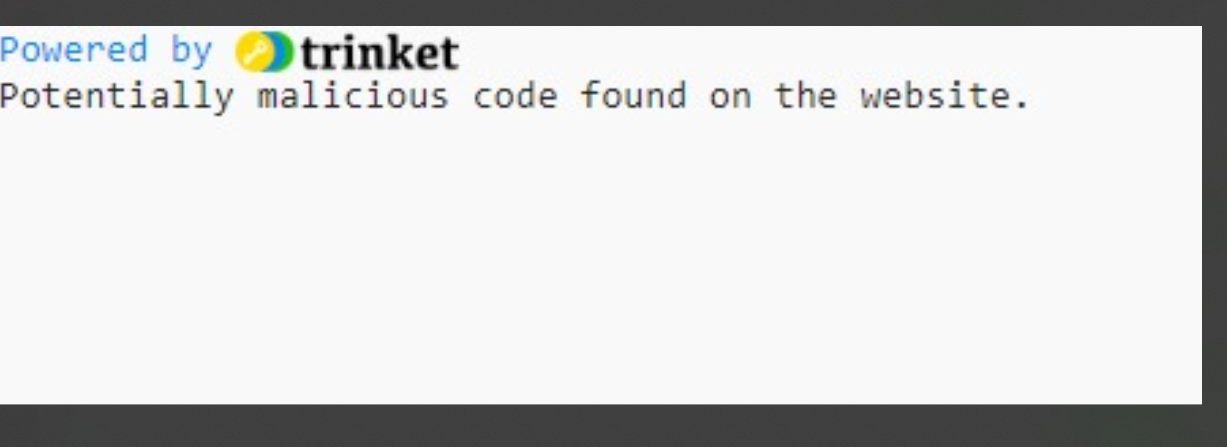 Powered by trinket
Potentially malicious code found on the website.